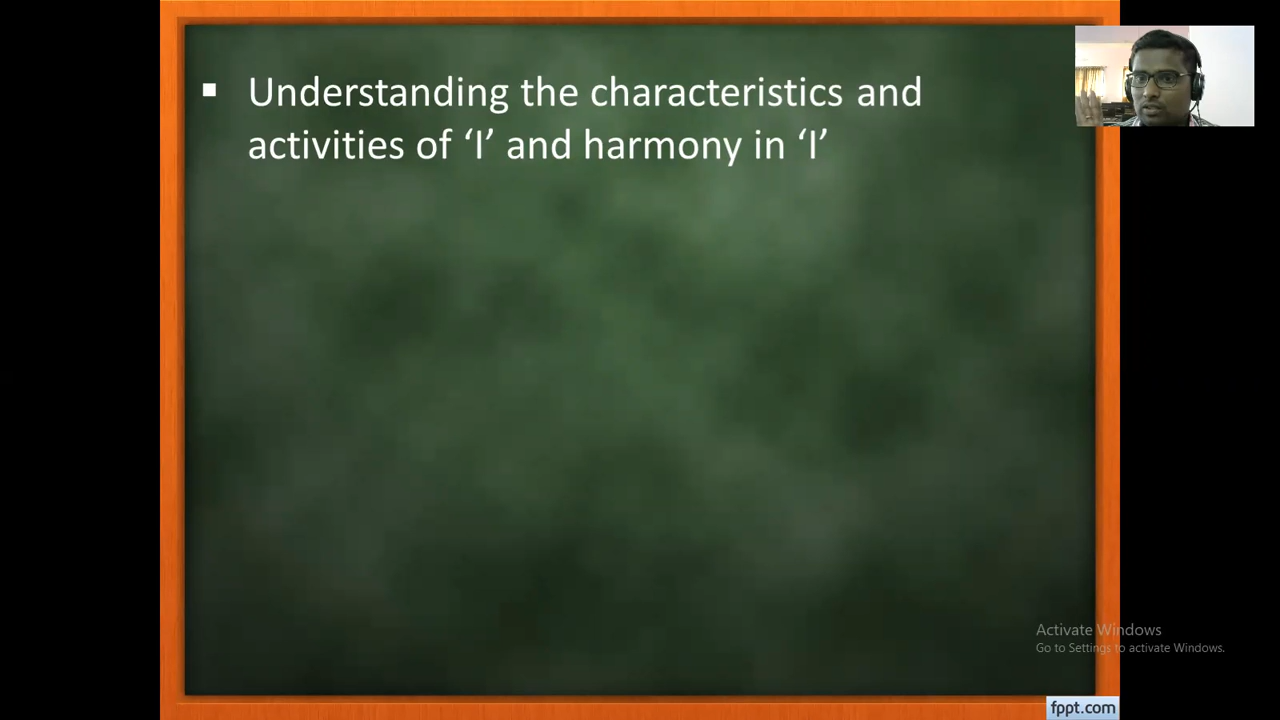 ▪ Understanding the characteristics and
activities of ‘I’ and harmony in ‘I’
Activate Windows
Go to Settings to activate Windows.
fppt.com